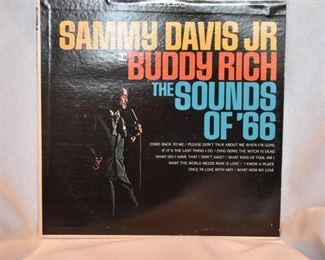 SAMMY DAVIS JR
BUDDY RICH
THE SOUNDS
OF '66
COME BACK TO ME / PLEASE DON'T TALK ABOUT ME WHEN I'M GONE
IF IT'S THE LAST THING I DO / DING DONG THE WITCH IS DEAD
WHAT DID I HAVE THAT I DON'T HAVE? / WHAT KIND OF FOOL AM I
WHAT THE WORLD NEEDS NOW IS LOVE / I KNOW A PLACE
ONCE IN LOVE WITH AMY / WHAT NOW MY LOVE